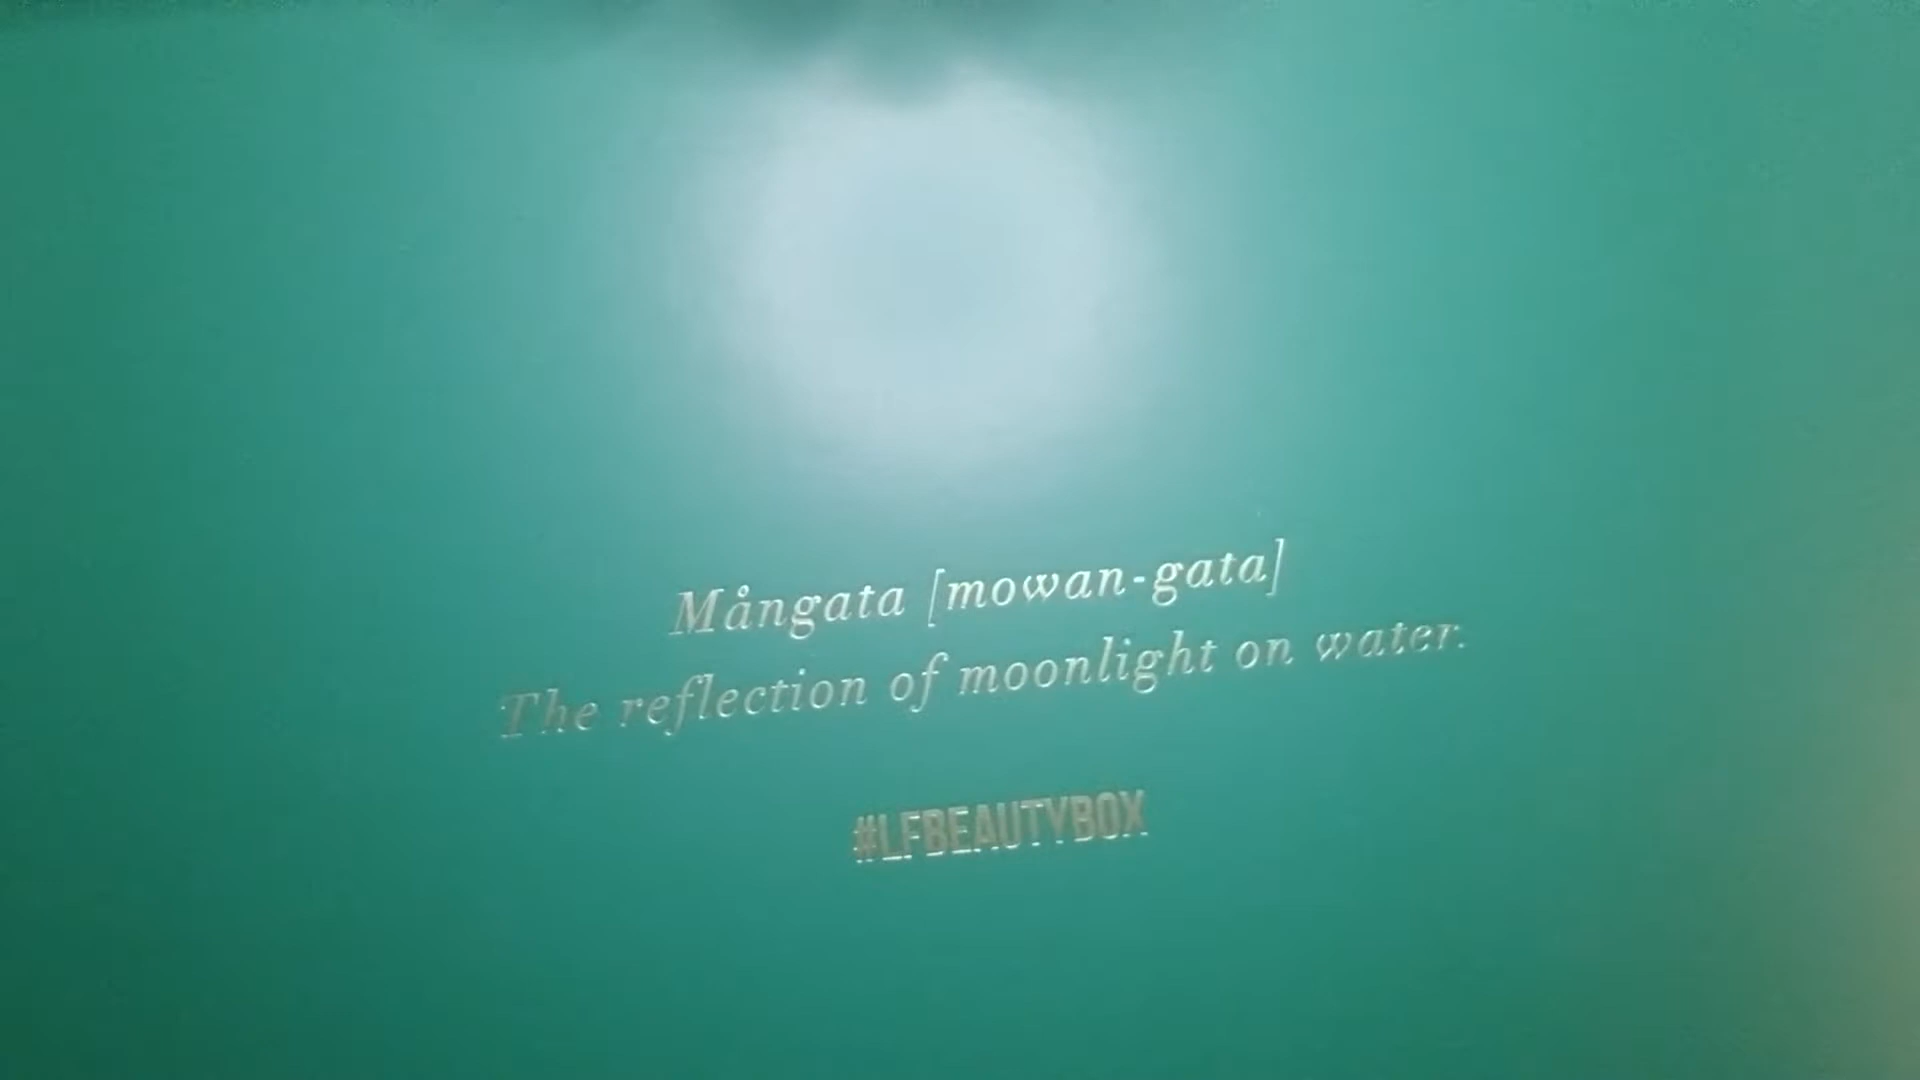 Mångata [mowan-gata]
The reflection of moonlight on water.
#LFBEAUTYBOX